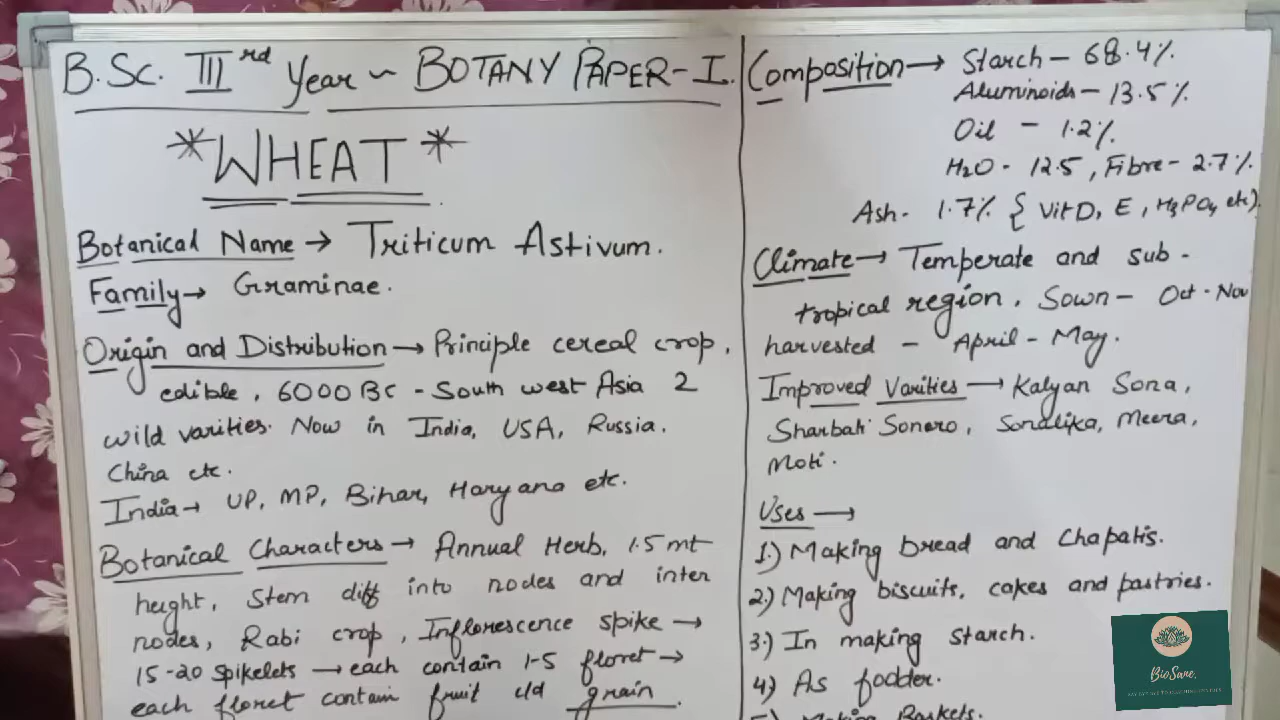 B.Sc. IIIrd Year ~ BOTANY PAPER-I.
*WHEAT*
Botanical Name → Triticum Astivum.
Family → Graminae.
Origin and Distribution → Principle cereal crop,
edible, 6000 BC - South west Asia 2
wild varities. Now in India, USA, Russia.
China etc.
India → UP, MP, Bihar, Haryana etc.
Botanical Characters → Annual Herb, 1.5 mt
height, Stem diff into nodes and inter
nodes, Rabi crop, Inflorescence spike →
15-20 spikelets → each contain 1-5 floret →
each floret contain fruit c/d grain.
Composition → Starch - 68.4%.
Aluminoids - 13.5%.
Oil - 1.2%.
H₂O - 12.5, Fibre - 2.7%.
Ash - 1.7% { Vit D, E, H₃PO₄ etc).
Climate → Temperate and sub -
tropical region. Sown - Oct - Nov
harvested - April - May.
Improved Varities → Kalyan Sona,
Sharbati Sonaro, Sonalika, Meera,
Moti.
Uses →
1.) Making bread and Chapatis.
2.) Making biscuits, cakes and pastries.
3.) In making starch.
4) As fodder.
5) Making Baskets.
BioSane.